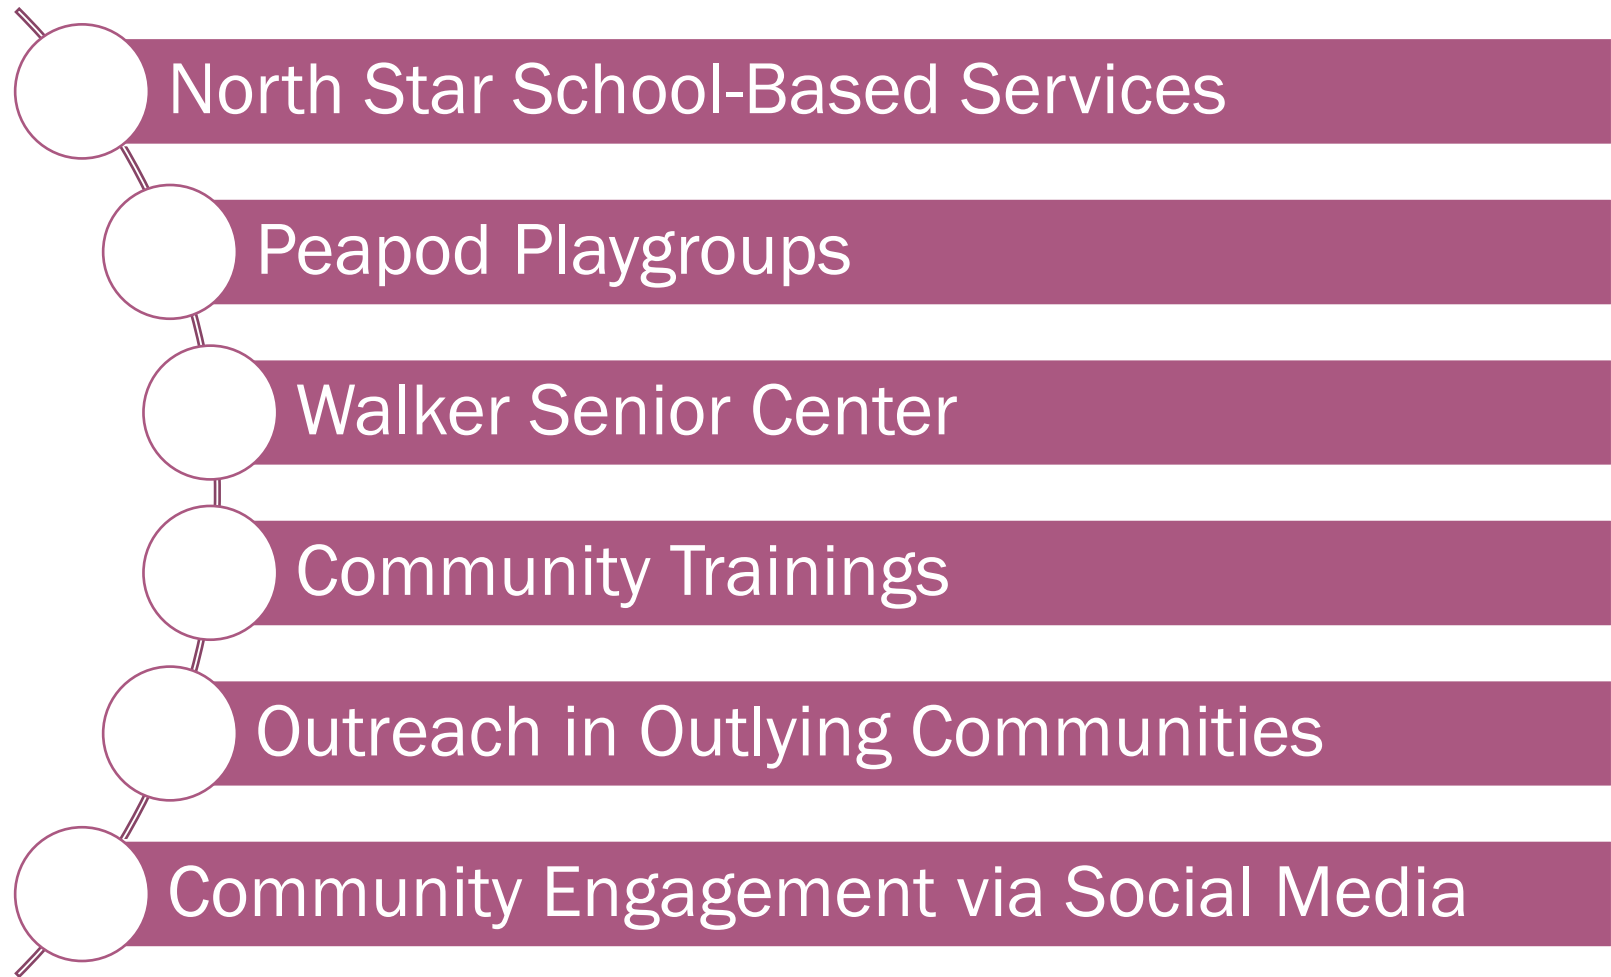 North Star School-Based Services
Peapod Playgroups
Walker Senior Center
Community Trainings
Outreach in Outlying Communities
Community Engagement via Social Media